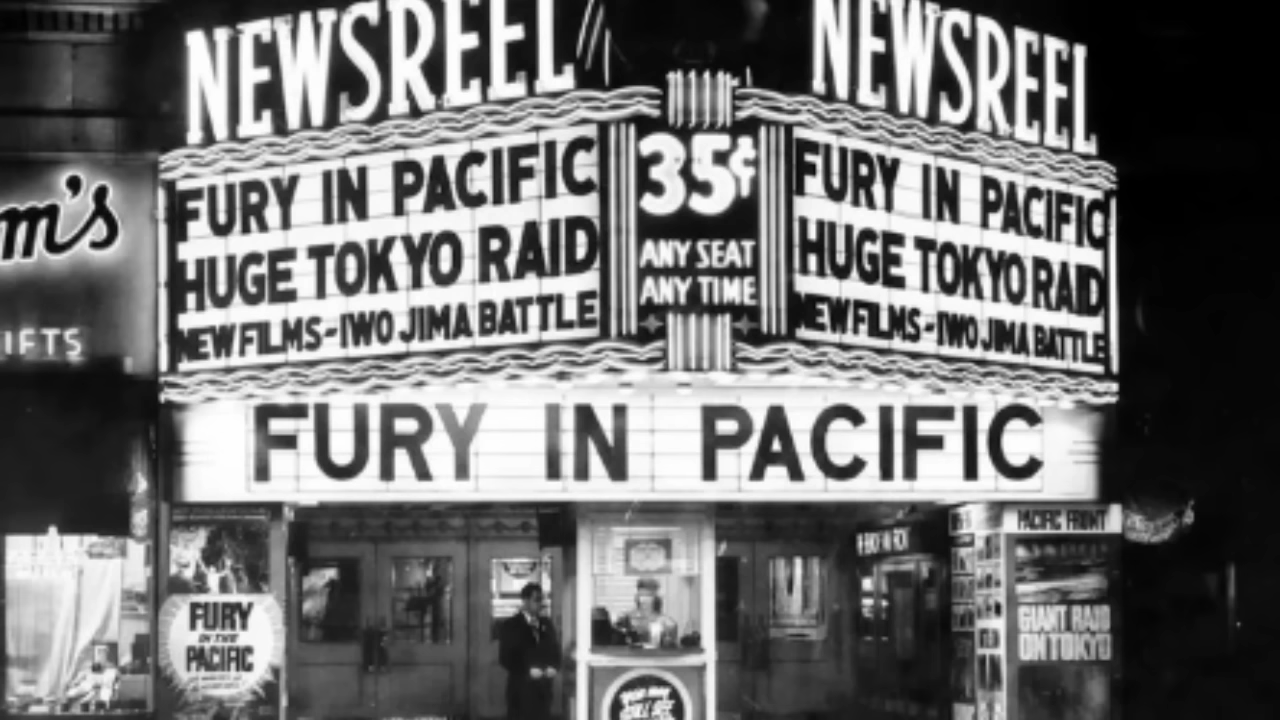 NEWSREEL
NEWSREEL
FURY IN PACIFIC
HUGE TOKYO RAID
NEW FILMS-IWO JIMA BATTLE
35¢
ANY SEAT
ANY TIME
FURY IN PACIFIC
HUGE TOKYO RAID
NEW FILMS-IWO JIMA BATTLE
m's
IFTS
FURY IN PACIFIC
FURY
IN THE
PACIFIC
PACIFIC FRONT
GIANT RAID
ON TOKYO